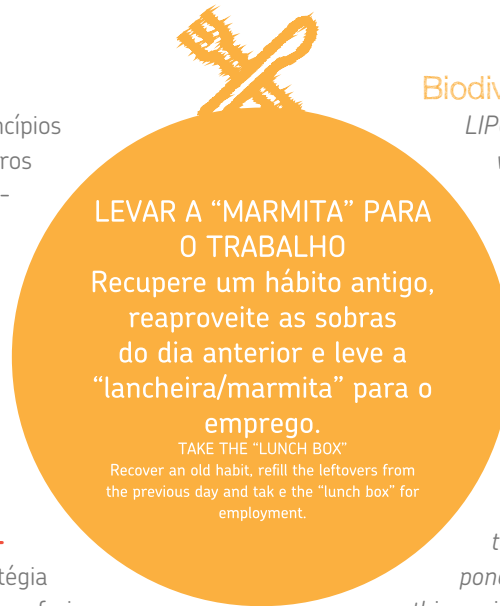 Biodiv
ncípios
LIP
ros
-
LEVAR A “MARMITA” PARA
O TRABALHO
Recupere um hábito antigo,
reaproveite as sobras
do dia anterior e leve a
“lancheira/marmita” para o
emprego.
TAKE THE “LUNCH BOX”
Recover an old habit, refill the leftovers from
the previous day and tak e the “lunch box” for
employment.
-
t
tégia
pond